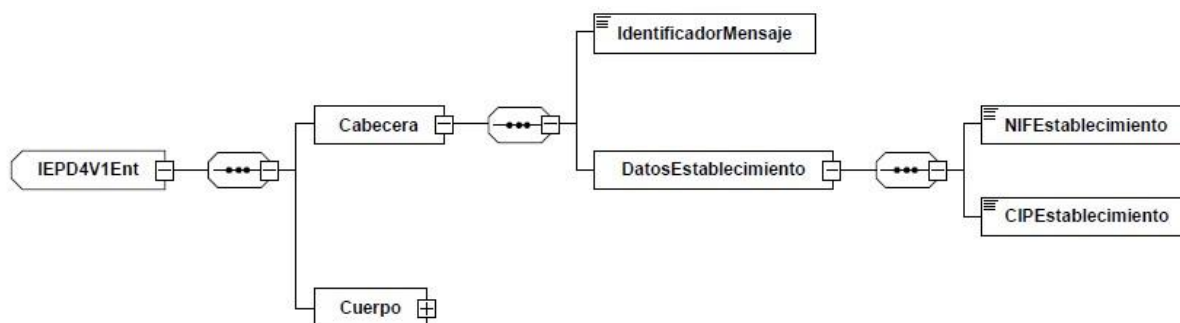 IdentificadorMensaje
Cabecera
NIFEstablecimiento
IEPD4V1Ent
DatosEstablecimiento
CIPEstablecimiento
Cuerpo